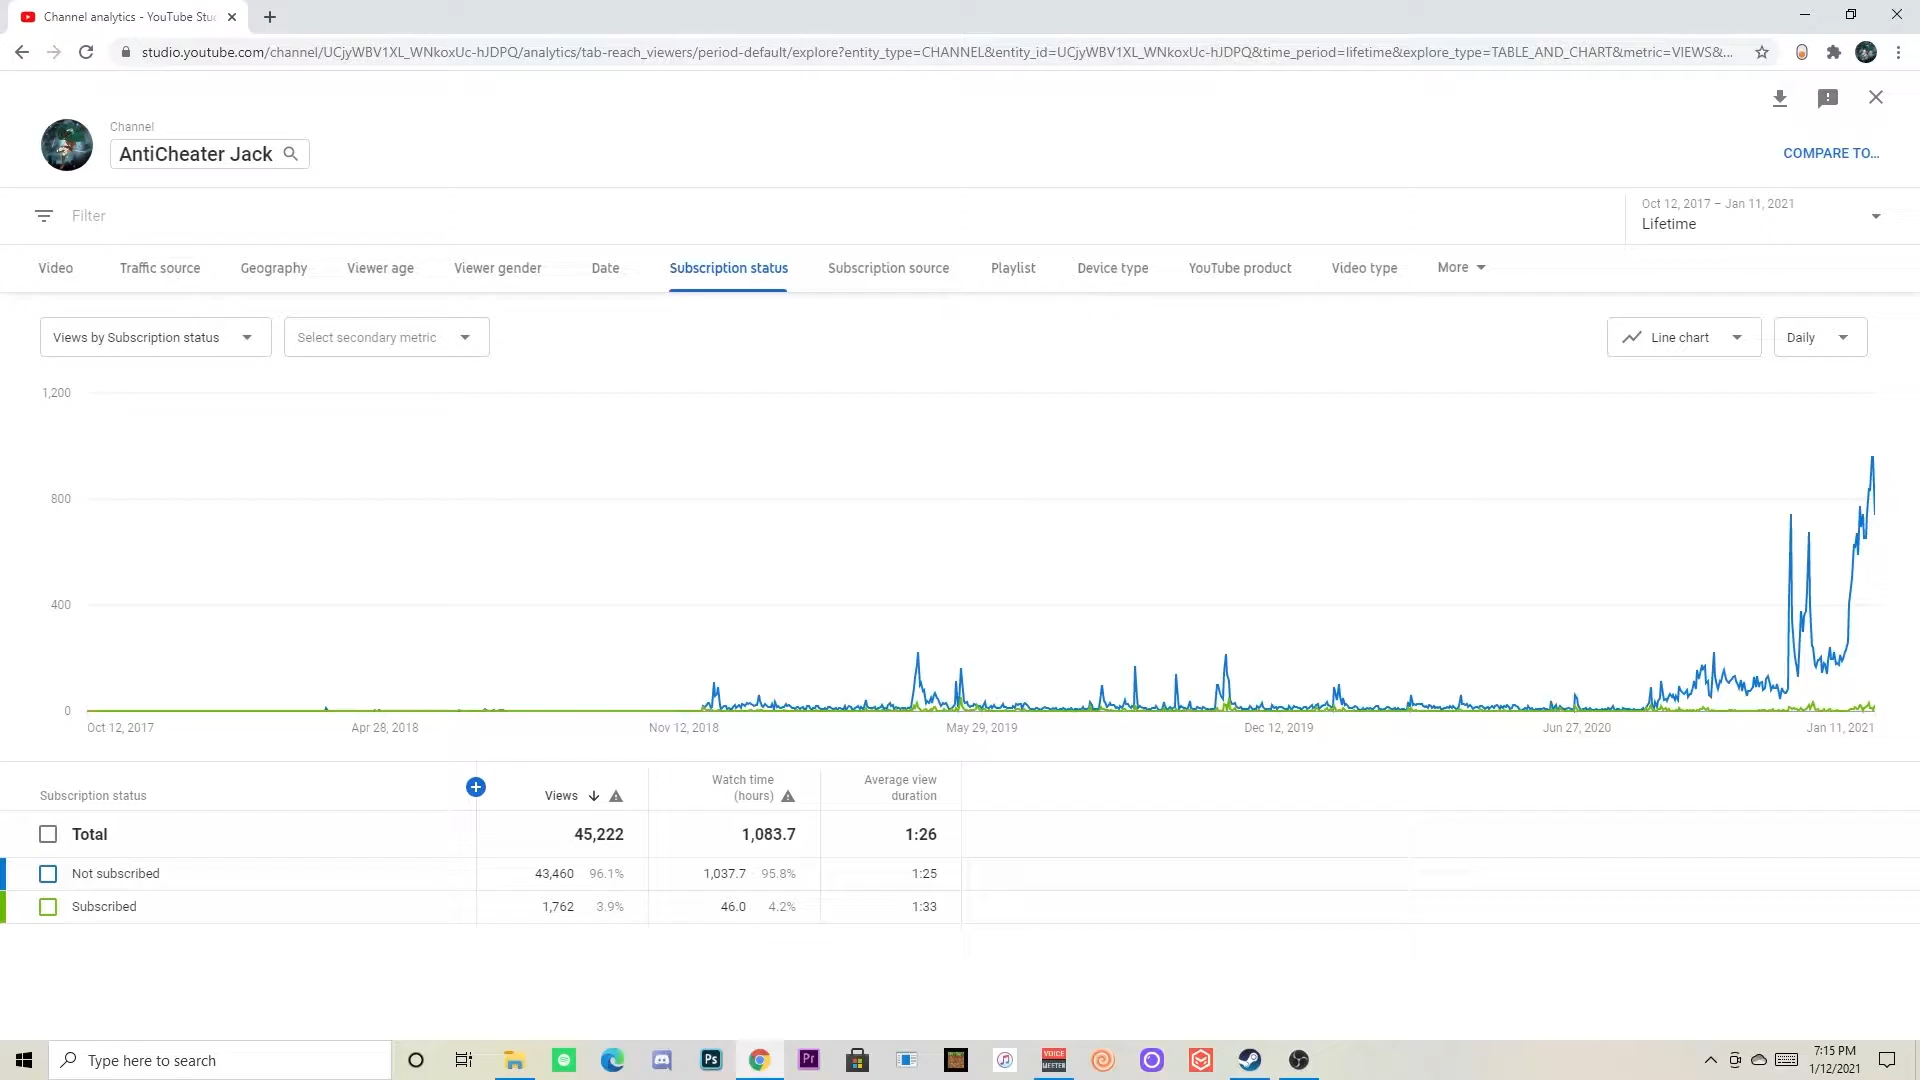 Channel analytics - YouTube Stu
studio.youtube.com/channel/UCjyWBV1XL_WNkoxUc-hJDPQ/analytics/tab-reach_viewers/period-default/explore?entity_type=CHANNEL&entity_id=UCjyWBV1XL_WNkoxUc-hJDPQ&time_period=lifetime&explore_type=TABLE_AND_CHART&metric=VIEWS&...
Channel
AntiCheater Jack
COMPARE TO...
Filter
Oct 12, 2017 – Jan 11, 2021
Lifetime
Video Traffic source Geography Viewer age Viewer gender Date Subscription status Subscription source Playlist Device type YouTube product Video type More
Views by Subscription status Select secondary metric Line chart Daily
1,200
800
400
0
Oct 12, 2017 Apr 28, 2018 Nov 12, 2018 May 29, 2019 Dec 12, 2019 Jun 27, 2020 Jan 11, 2021
Subscription status Views Watch time (hours) Average view duration
Total 45,222 1,083.7 1:26
Not subscribed 43,460 96.1% 1,037.7 95.8% 1:25
Subscribed 1,762 3.9% 46.0 4.2% 1:33
Type here to search
Ps
Pr
VOICE
MEETER
7:15 PM
1/12/2021